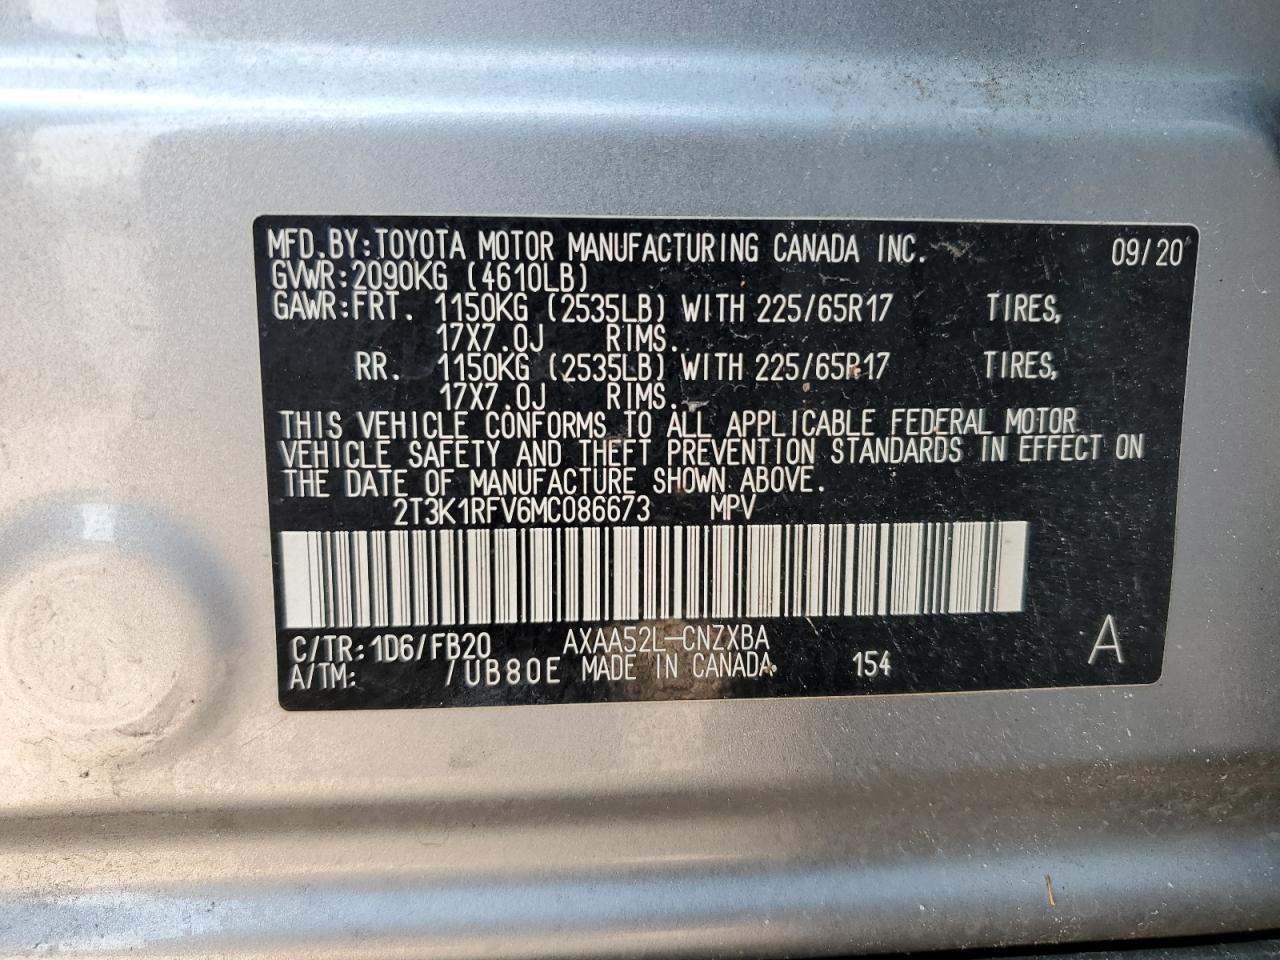 MFD.BY:TOYOTA MOTOR MANUFACTURING CANADA INC. 09/20
GVWR:2090KG (4610LB)
GAWR:FRT. 1150KG (2535LB) WITH 225/65R17 TIRES,
17X7.0J RIMS.
RR. 1150KG (2535LB) WITH 225/65R17 TIRES,
17X7.0J RIMS.
THIS VEHICLE CONFORMS TO ALL APPLICABLE FEDERAL MOTOR
VEHICLE SAFETY AND THEFT PREVENTION STANDARDS IN EFFECT ON
THE DATE OF MANUFACTURE SHOWN ABOVE.
2T3K1RFV6MC086673 MPV
C/TR:1D6/FB20 AXAA52L-CNZXBA A
A/TM: /UB80E MADE IN CANADA. 154